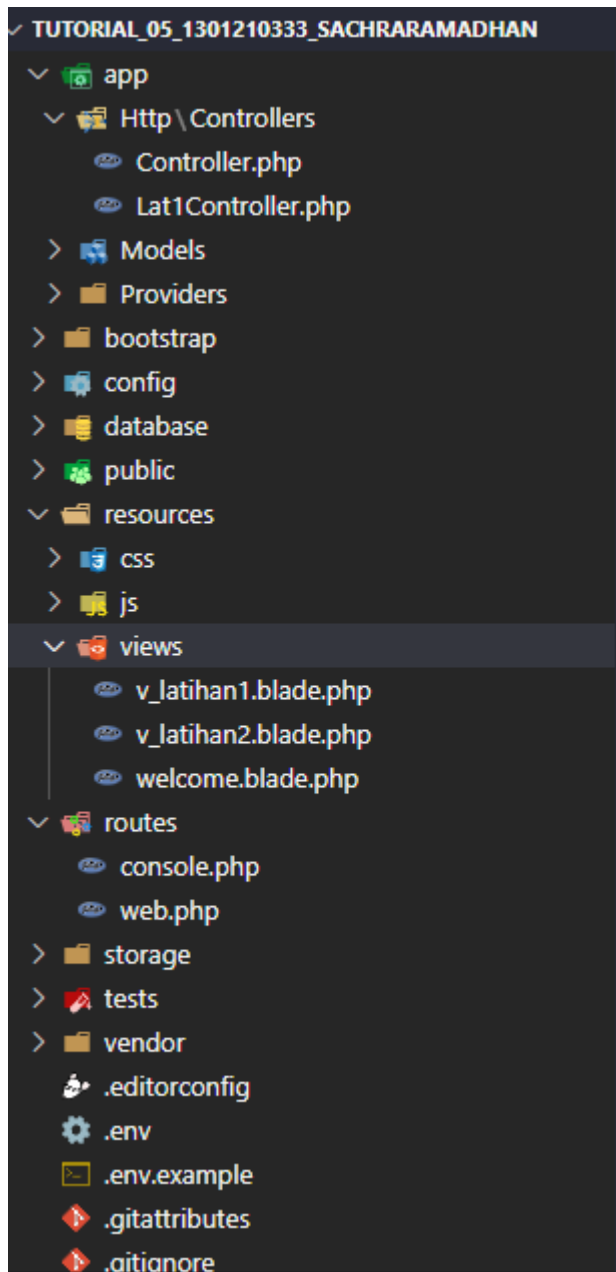 TUTORIAL_05_1301210333_SACHRARAMADHAN
app
Http\Controllers
Controller.php
Lat1Controller.php
Models
Providers
bootstrap
config
database
public
resources
css
js
views
v_latihan1.blade.php
v_latihan2.blade.php
welcome.blade.php
routes
console.php
web.php
storage
tests
vendor
.editorconfig
.env
.env.example
.gitattributes
.gitignore